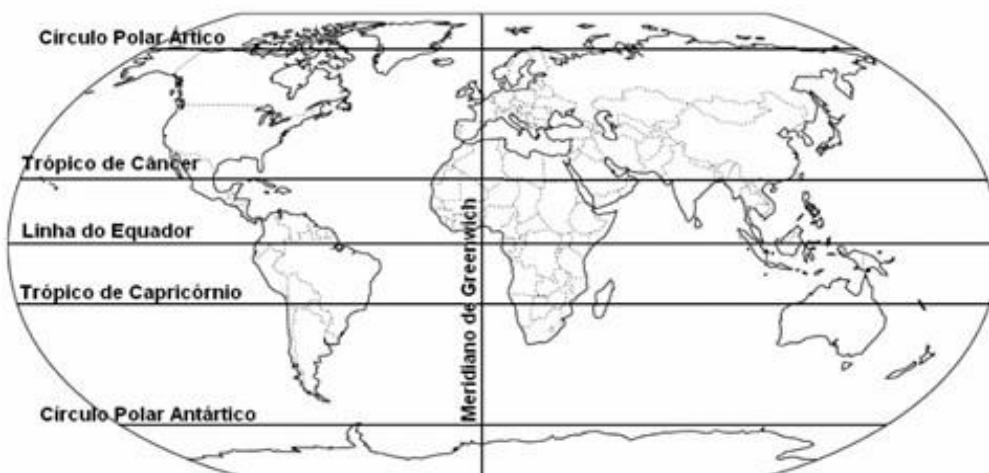 Círculo Polar Ártico
Trópico de Câncer
Linha do Equador
Trópico de Capricórnio
Meridiano de Greenwich
Círculo Polar Antártico